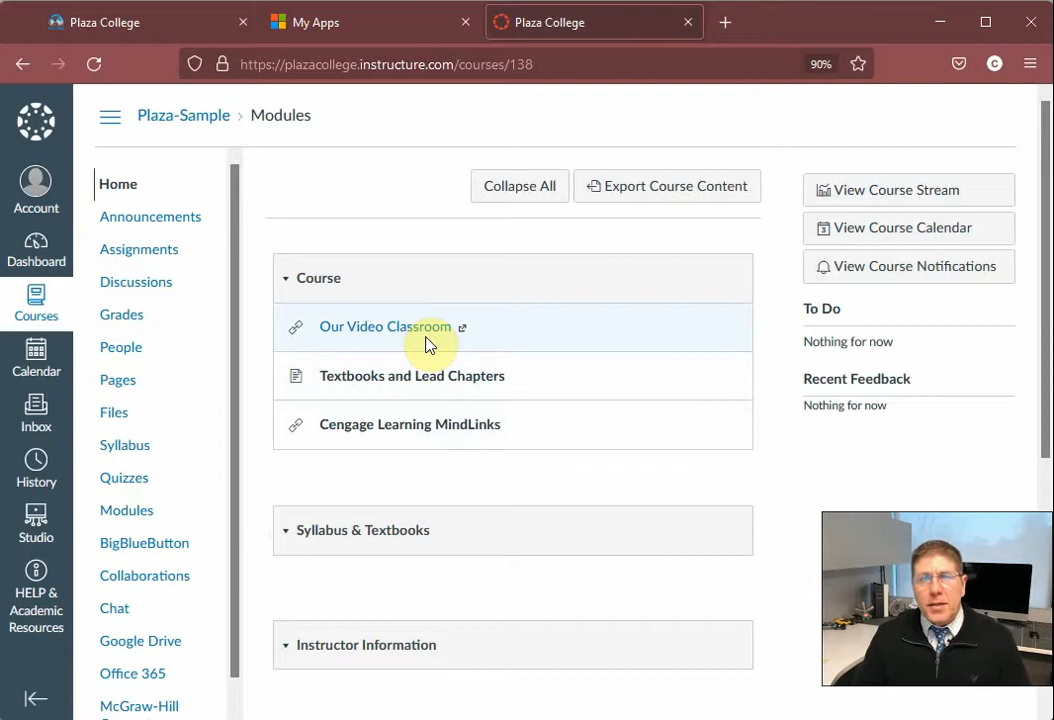 Plaza College
My Apps
Plaza College
https://plazacollege.instructure.com/courses/138
90%
C
Plaza-Sample › Modules
Account
Dashboard
Courses
Calendar
Inbox
History
Studio
HELP &
Academic
Resources
Home
Announcements
Assignments
Discussions
Grades
People
Pages
Files
Syllabus
Quizzes
Modules
BigBlueButton
Collaborations
Chat
Google Drive
Office 365
McGraw-Hill
Collapse All
Export Course Content
Course
Our Video Classroom
Textbooks and Lead Chapters
Cengage Learning MindLinks
Syllabus & Textbooks
Instructor Information
View Course Stream
View Course Calendar
View Course Notifications
To Do
Nothing for now
Recent Feedback
Nothing for now